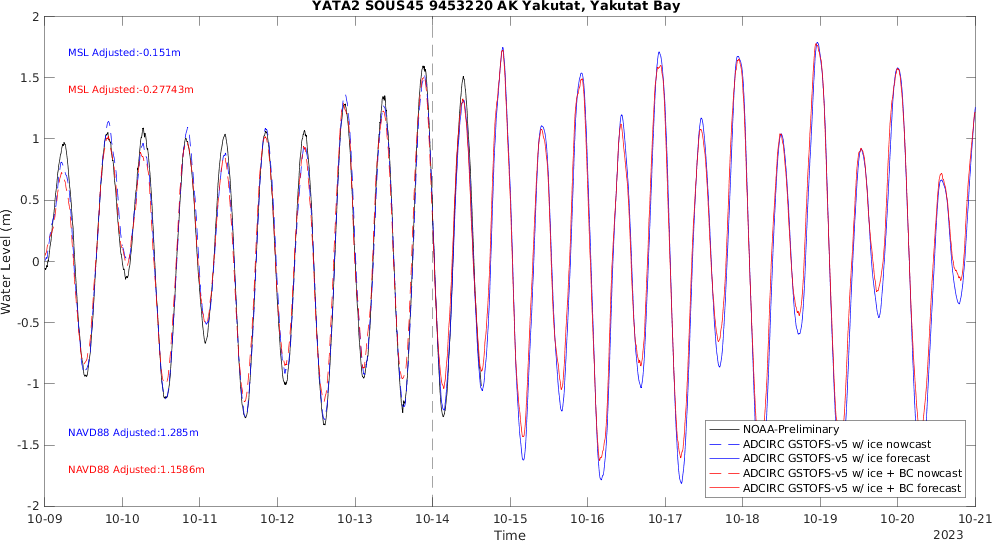 YATA2 SOUS45 9453220 AK Yakutat, Yakutat Bay
2
1.5
1
0.5
0
-0.5
-1
-1.5
-2
Water Level (m)
MSL Adjusted:-0.151m
MSL Adjusted:-0.27743m
NAVD88 Adjusted:1.285m
NAVD88 Adjusted:1.1586m
NOAA-Preliminary
ADCIRC GSTOFS-v5 w/ ice nowcast
ADCIRC GSTOFS-v5 w/ ice forecast
ADCIRC GSTOFS-v5 w/ ice + BC nowcast
ADCIRC GSTOFS-v5 w/ ice + BC forecast
10-09 10-10 10-11 10-12 10-13 10-14 10-15 10-16 10-17 10-18 10-19 10-20 10-21
Time
2023